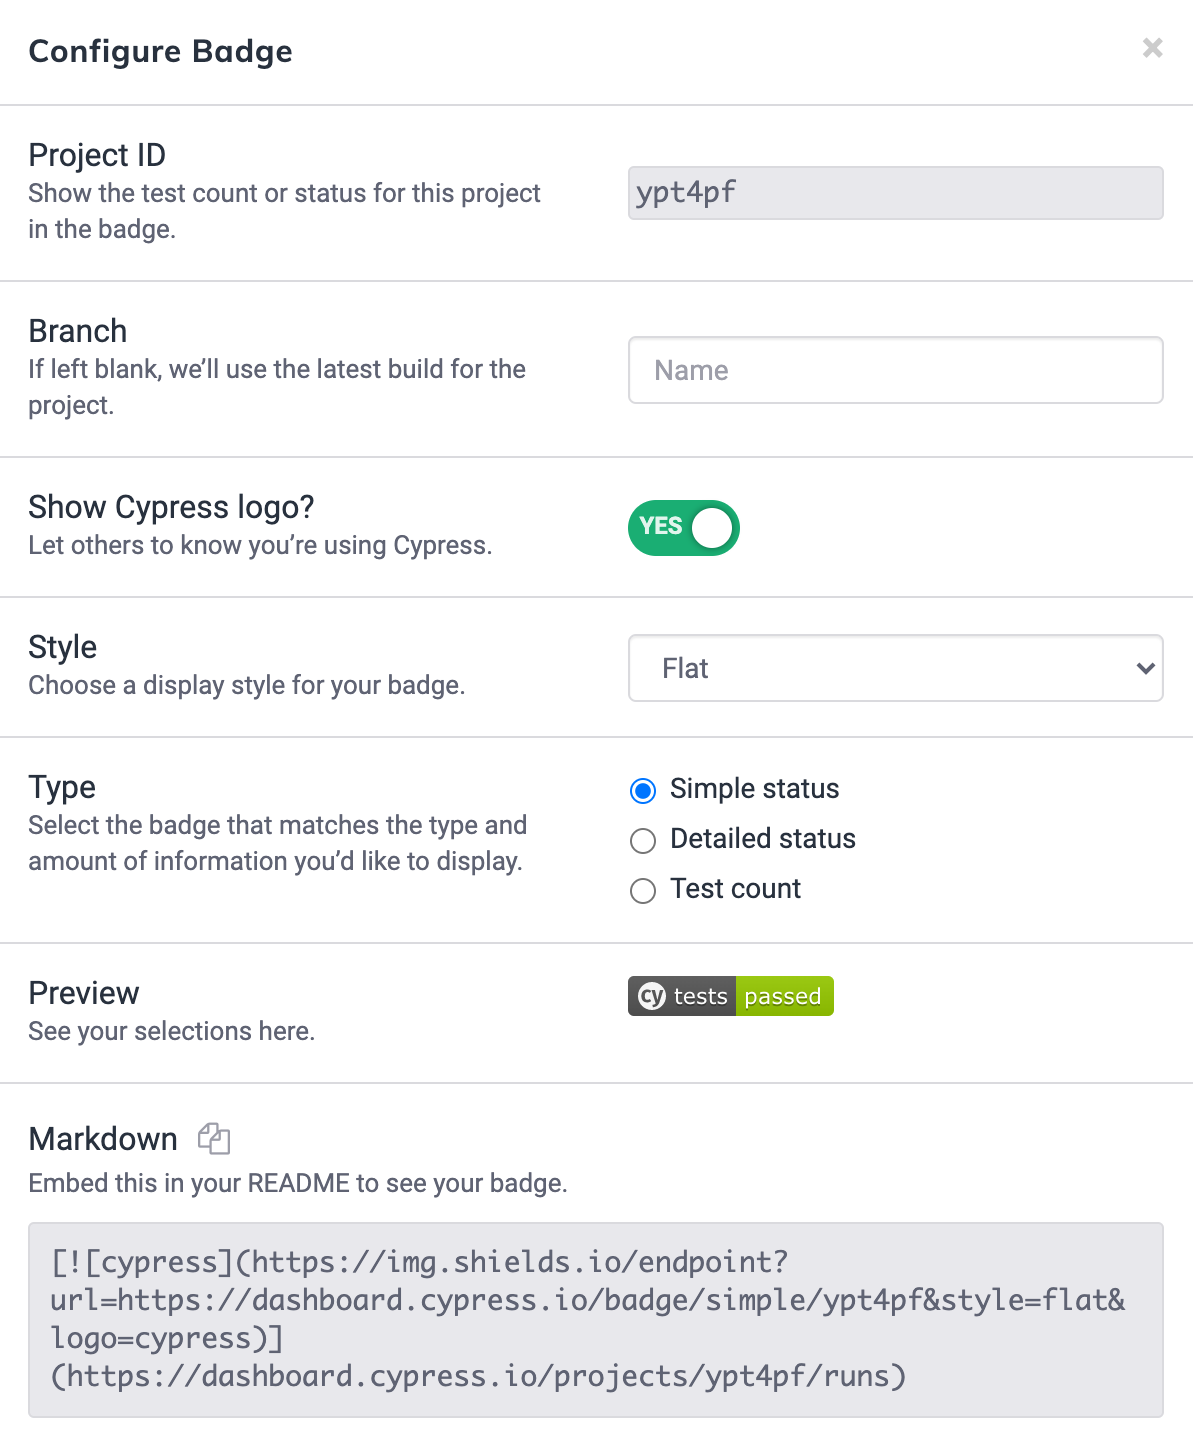 Configure Badge
Project ID
Show the test count or status for this project
in the badge.
ypt4pf
Branch
If left blank, we’ll use the latest build for the
project.
Name
Show Cypress logo?
Let others to know you’re using Cypress.
YES
Style
Choose a display style for your badge.
Flat
Type
Select the badge that matches the type and
amount of information you’d like to display.
Simple status
Detailed status
Test count
Preview
See your selections here.
cy tests passed
Markdown
Embed this in your README to see your badge.
[![cypress](https://img.shields.io/endpoint?
url=https://dashboard.cypress.io/badge/simple/ypt4pf&style=flat&
logo=cypress)]
(https://dashboard.cypress.io/projects/ypt4pf/runs)